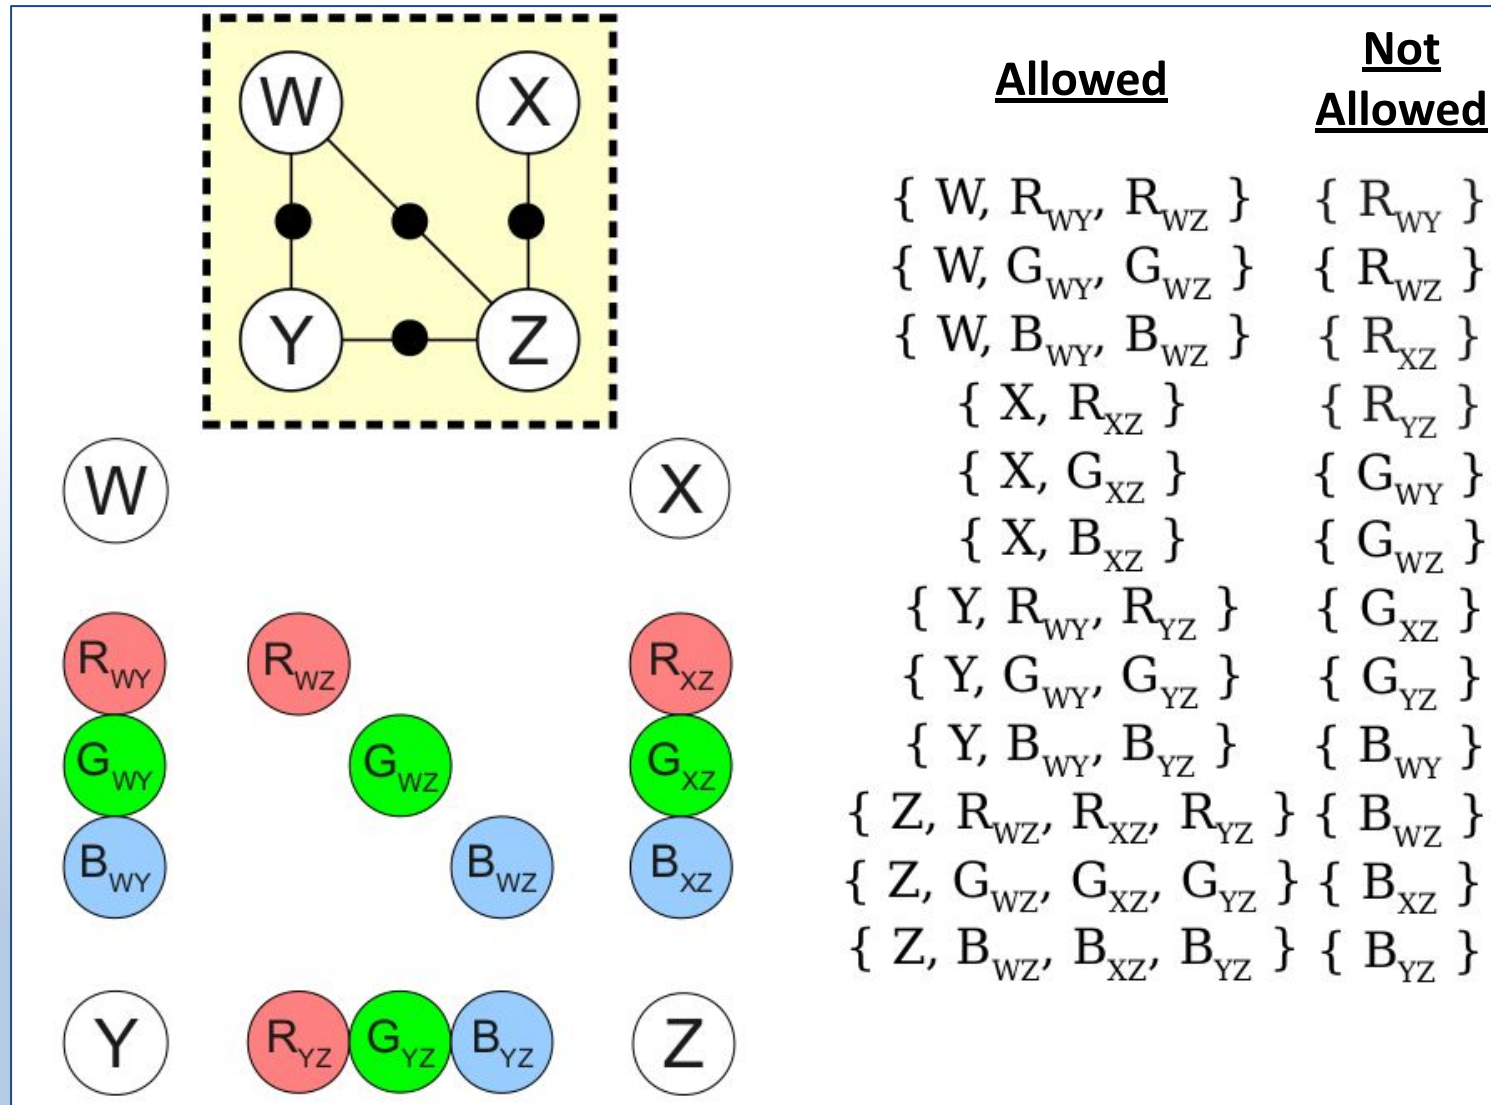 W X
Y Z
W X
R_WY R_WZ R_XZ
G_WY G_WZ G_XZ
B_WY B_WZ B_XZ
Y R_YZ G_YZ B_YZ Z
Allowed
{ W, R_WY, R_WZ }
{ W, G_WY, G_WZ }
{ W, B_WY, B_WZ }
{ X, R_XZ }
{ X, G_XZ }
{ X, B_XZ }
{ Y, R_WY, R_YZ }
{ Y, G_WY, G_YZ }
{ Y, B_WY, B_YZ }
{ Z, R_WZ, R_XZ, R_YZ }
{ Z, G_WZ, G_XZ, G_YZ }
{ Z, B_WZ, B_XZ, B_YZ }
Not
Allowed
{ R_WY }
{ R_WZ }
{ R_XZ }
{ R_YZ }
{ G_WY }
{ G_WZ }
{ G_XZ }
{ G_YZ }
{ B_WY }
{ B_WZ }
{ B_XZ }
{ B_YZ }